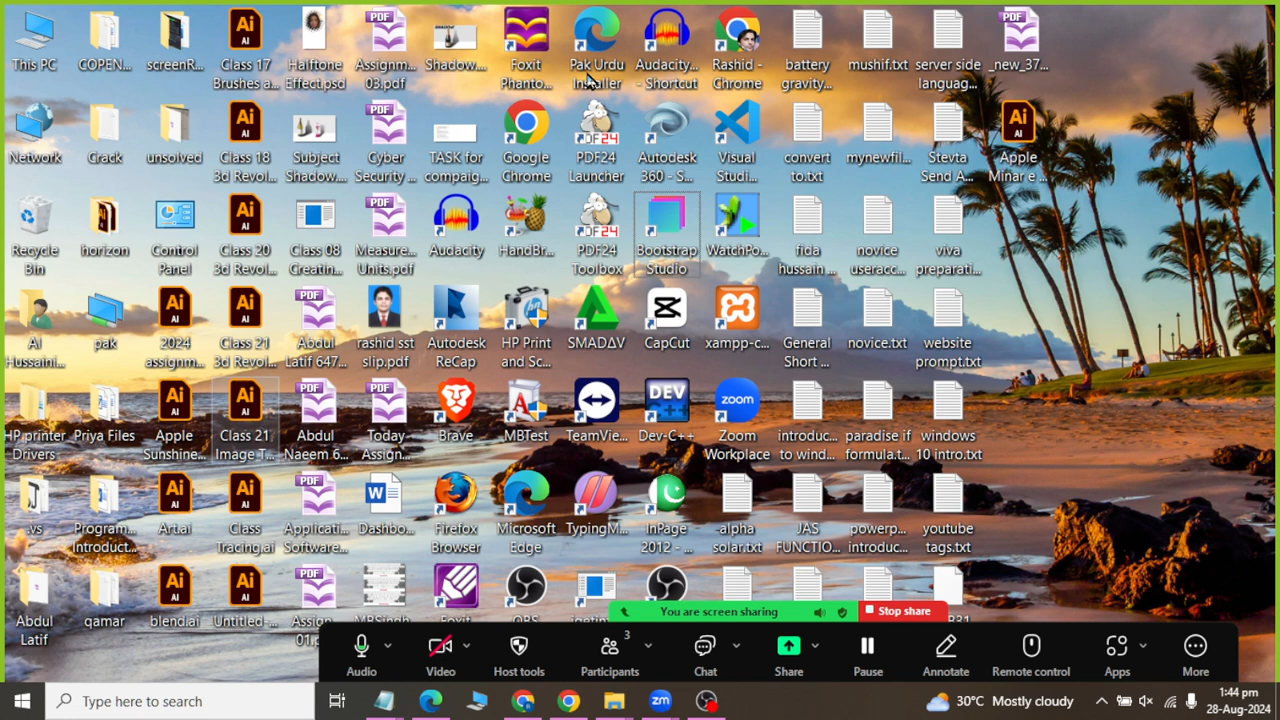 This PC
COPEN...
screenR...
Class 17
Brushes a...
Halftone
Effect.psd
Assignm...
03.pdf
Shadow...
Foxit
Phanto...
Pak Urdu
Installer
Audacity...
- Shortcut
Rashid -
Chrome
battery
gravity...
mushif.txt
server side
languag...
_new_37...
Network
Crack
unsolved
Class 18
3d Revol...
Subject
Shadow....
Cyber
Security ...
TASK for
compaig...
Google
Chrome
PDF24
Launcher
Autodesk
360 - S...
Visual
Studi...
convert
to.txt
mynewfil...
Stevta
Send A...
Apple
Minar e ...
Recycle
Bin
horizon
Control
Panel
Class 20
3d Revol...
Class 08
Creatin...
Measure...
Units.pdf
Audacity
HandBr...
PDF24
Toolbox
Bootstrap
Studio
WatchPo...
fida
hussain ...
novice
useracc...
viva
preparati...
Al
Hussaini...
pak
2024
assignm...
Class 21
3d Revol...
Abdul
Latif 647...
rashid sst
slip.pdf
Autodesk
ReCap
HP Print
and Sc...
SMADΔV
CapCut
xampp-c...
General
Short ...
novice.txt
website
prompt.txt
HP printer
Drivers
Priya Files
Apple
Sunshine...
Class 21
Image T...
Abdul
Naeem 6...
Today
Assign...
Brave
MBTest
TeamVie...
Dev-C++
Zoom
Workplace
introduc...
to wind...
paradise if
formula.t...
windows
10 intro.txt
.vs
Program...
Introduct...
Art.ai
Class
Tracing.ai
Applicati...
Software...
Dashbo...
Firefox
Browser
Microsoft
Edge
TypingM...
InPage
2012 - ...
alpha
solar.txt
JAS
FUNCTIO...
powerp...
introduc...
youtube
tags.txt
Abdul
Latif
qamar
blend.ai
Untitled-...
Assign
01.p
MBSindh
Foxit
OBS
You are screen sharing
Stop share
Audio
Video
Host tools
3
Participants
Chat
Share
Pause
Annotate
Remote control
Apps
More
Type here to search
30°C Mostly cloudy
1:44 pm
28-Aug-2024